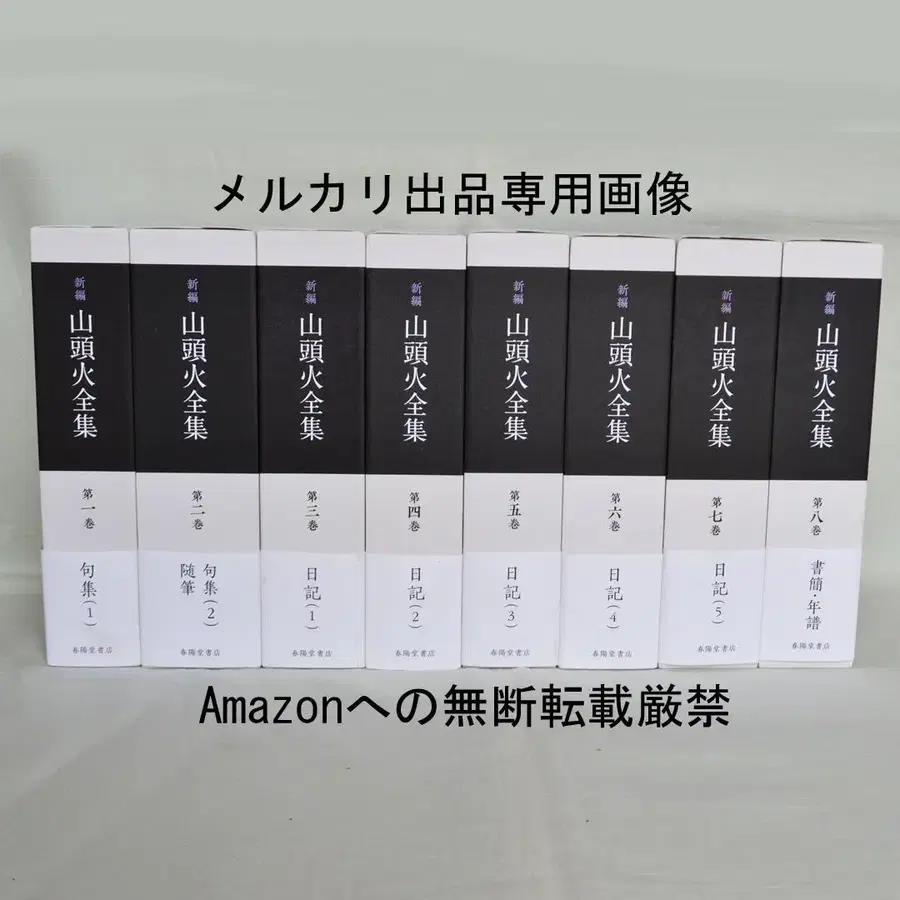 メルカリ出品専用画像
新編
山頭火全集
第一巻
句集(1)
春陽堂書店
新編
山頭火全集
第二巻
句集(2)
随筆
春陽堂書店
新編
山頭火全集
第三巻
日記(1)
春陽堂書店
新編
山頭火全集
第四巻
日記(2)
春陽堂書店
新編
山頭火全集
第五巻
日記(3)
春陽堂書店
新編
山頭火全集
第六巻
日記(4)
春陽堂書店
新編
山頭火全集
第七巻
日記(5)
春陽堂書店
新編
山頭火全集
第八巻
書簡・年譜
春陽堂書店
Amazonへの無断転載厳禁